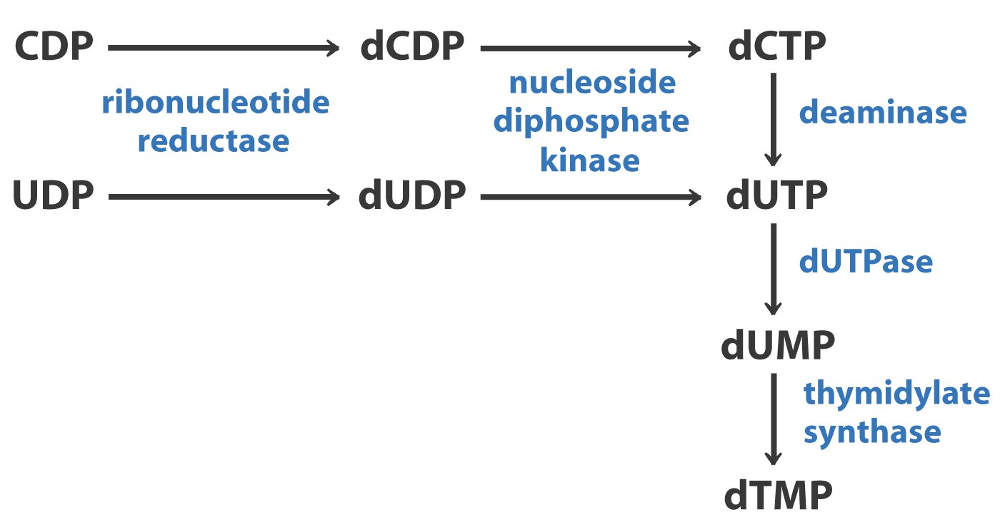 CDP
dCDP
dCTP
ribonucleotide
reductase
nucleoside
diphosphate
kinase
deaminase
UDP
dUDP
dUTP
dUTPase
dUMP
thymidylate
synthase
dTMP